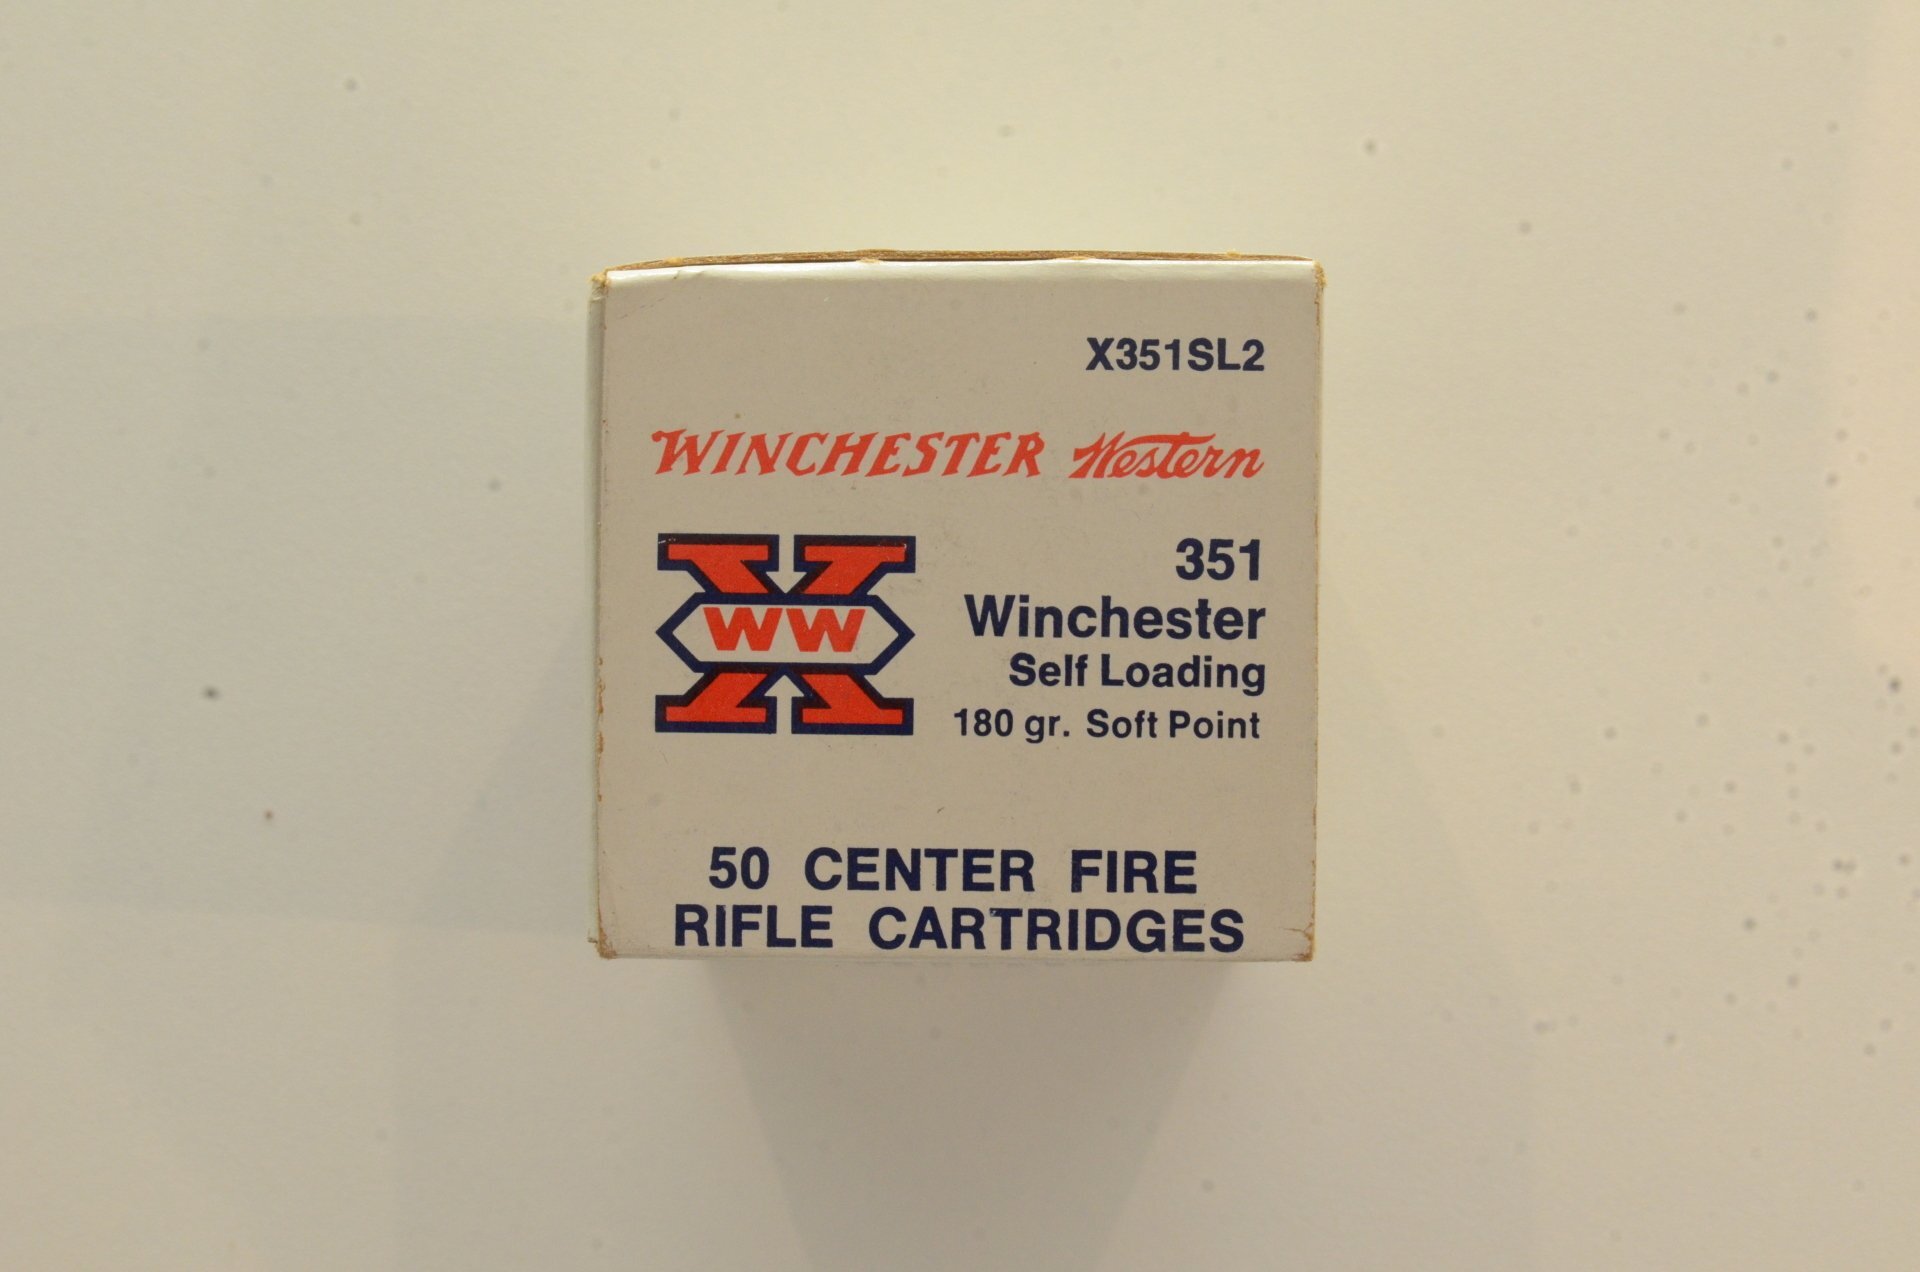 X351SL2
WINCHESTER Western
WW
351
Winchester
Self Loading
180 gr. Soft Point
50 CENTER FIRE
RIFLE CARTRIDGES